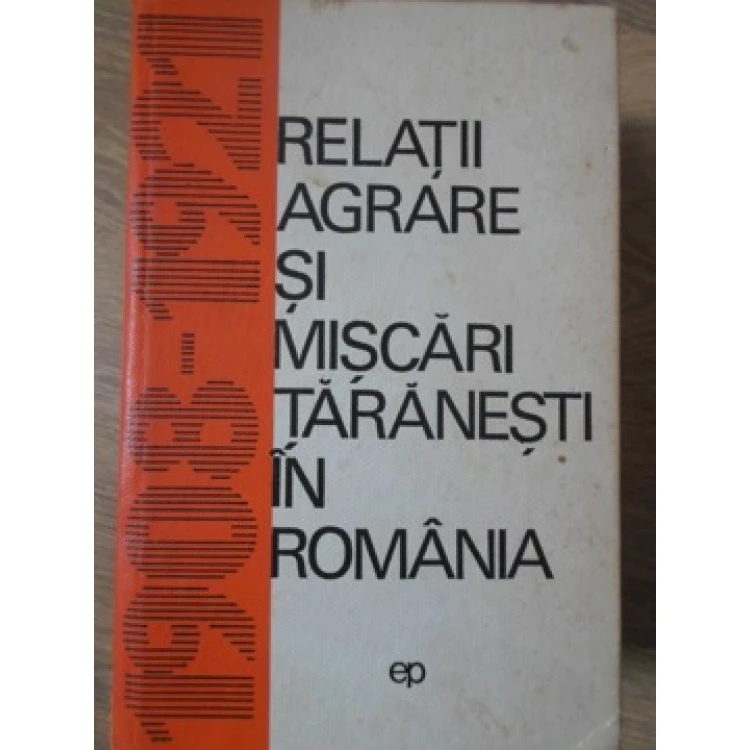 1908-1921
RELAȚII
AGRARE
ȘI
MIȘCĂRI
ȚĂRĂNEȘTI
ÎN
ROMÂNIA
ep